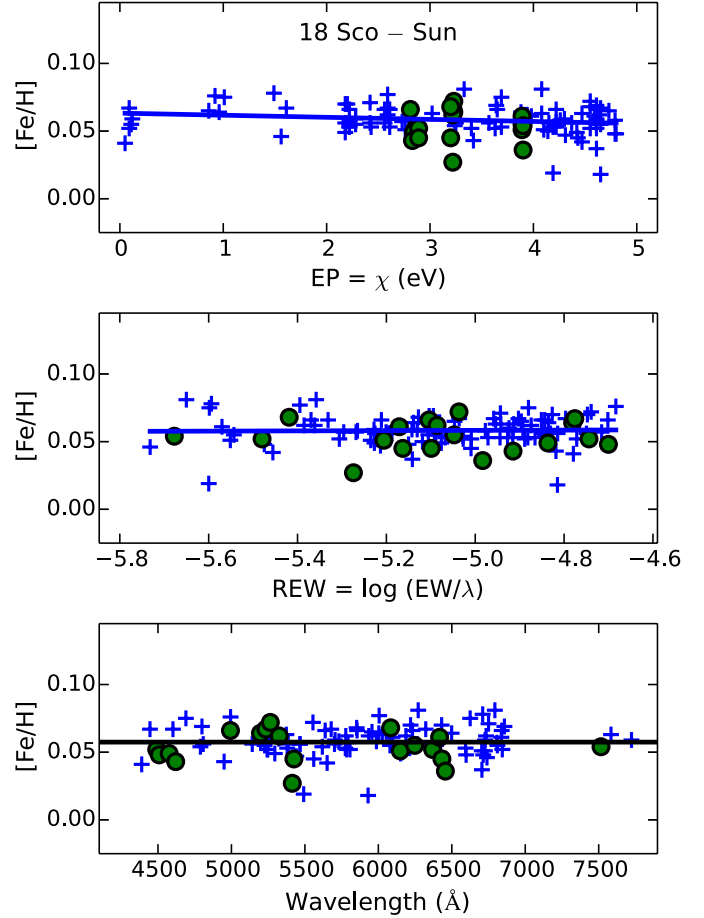 18 Sco − Sun
[Fe/H]
0.10
0.05
0.00
0 1 2 3 4 5
EP = χ (eV)
[Fe/H]
0.10
0.05
0.00
−5.8 −5.6 −5.4 −5.2 −5.0 −4.8 −4.6
REW = log (EW/λ)
[Fe/H]
0.10
0.05
0.00
4500 5000 5500 6000 6500 7000 7500
Wavelength (Å)